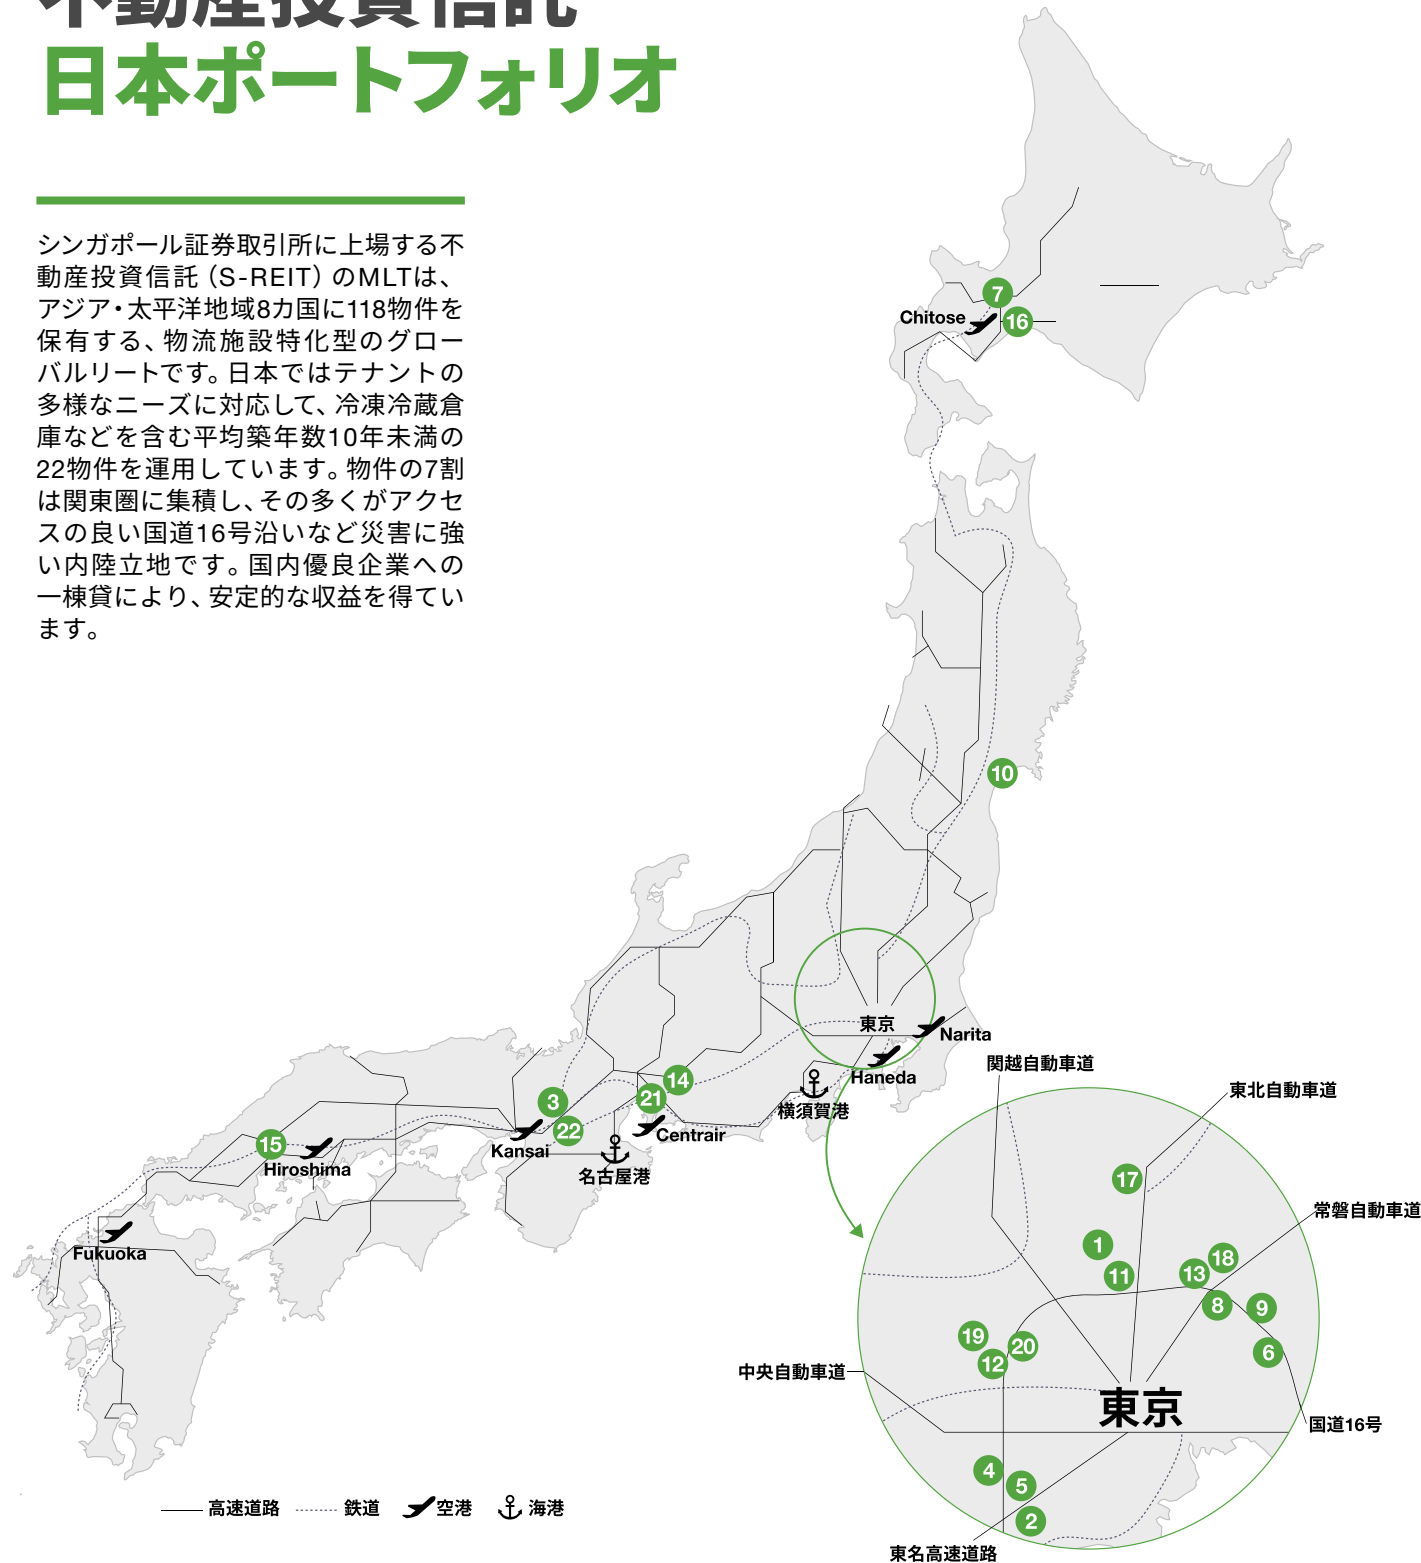 不動産投資信託
日本ポートフォリオ
シンガポール証券取引所に上場する不
動産投資信託（S-REIT）のMLTは、
アジア・太平洋地域8カ国に118物件を
保有する、物流施設特化型のグロー
バルリートです。日本ではテナントの
多様なニーズに対応して、冷凍冷蔵倉
庫などを含む平均築年数10年未満の
22物件を運用しています。物件の7割
は関東圏に集積し、その多くがアクセ
スの良い国道16号沿いなど災害に強
い内陸立地です。国内優良企業への
一棟貸により、安定的な収益を得てい
ます。
7
Chitose
16
10
東京
Narita
Haneda
横須賀港
14
21
3
22
Centrair
Kansai
名古屋港
15
Hiroshima
Fukuoka
関越自動車道
東北自動車道
17
常磐自動車道
1
11
13
18
8
9
6
19
20
12
中央自動車道
東京
国道16号
4
5
2
東名高速道路
高速道路
鉄道
空港
海港